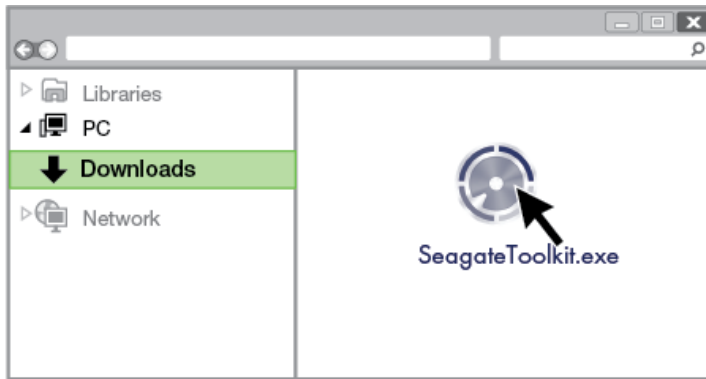 Libraries
PC
Downloads
Network
SeagateToolkit.exe